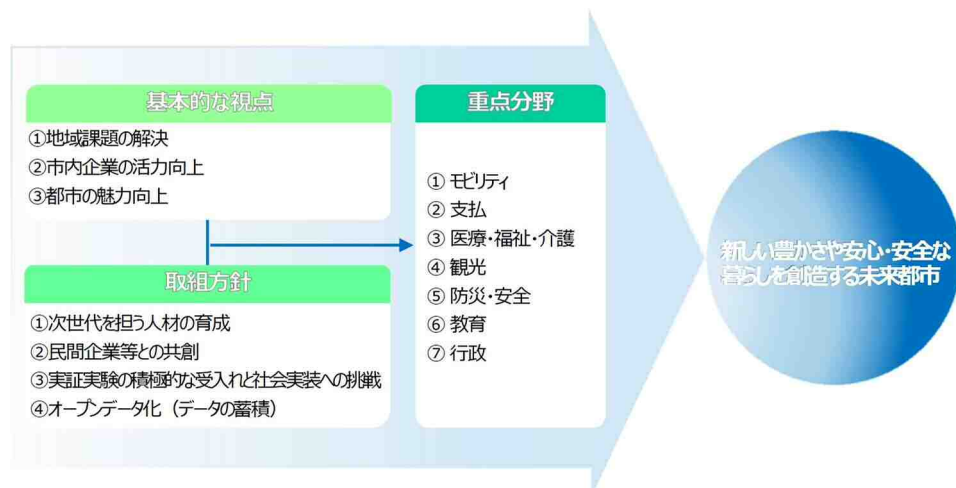 基本的な視点
①地域課題の解決
②市内企業の活力向上
③都市の魅力向上
取組方針
①次世代を担う人材の育成
②民間企業等との共創
③実証実験の積極的な受入れと社会実装への挑戦
④オープンデータ化（データの蓄積）
重点分野
① モビリティ
② 支払
③ 医療・福祉・介護
④ 観光
⑤ 防災・安全
⑥ 教育
⑦ 行政
新しい豊かさや安心・安全な
暮らしを創造する未来都市